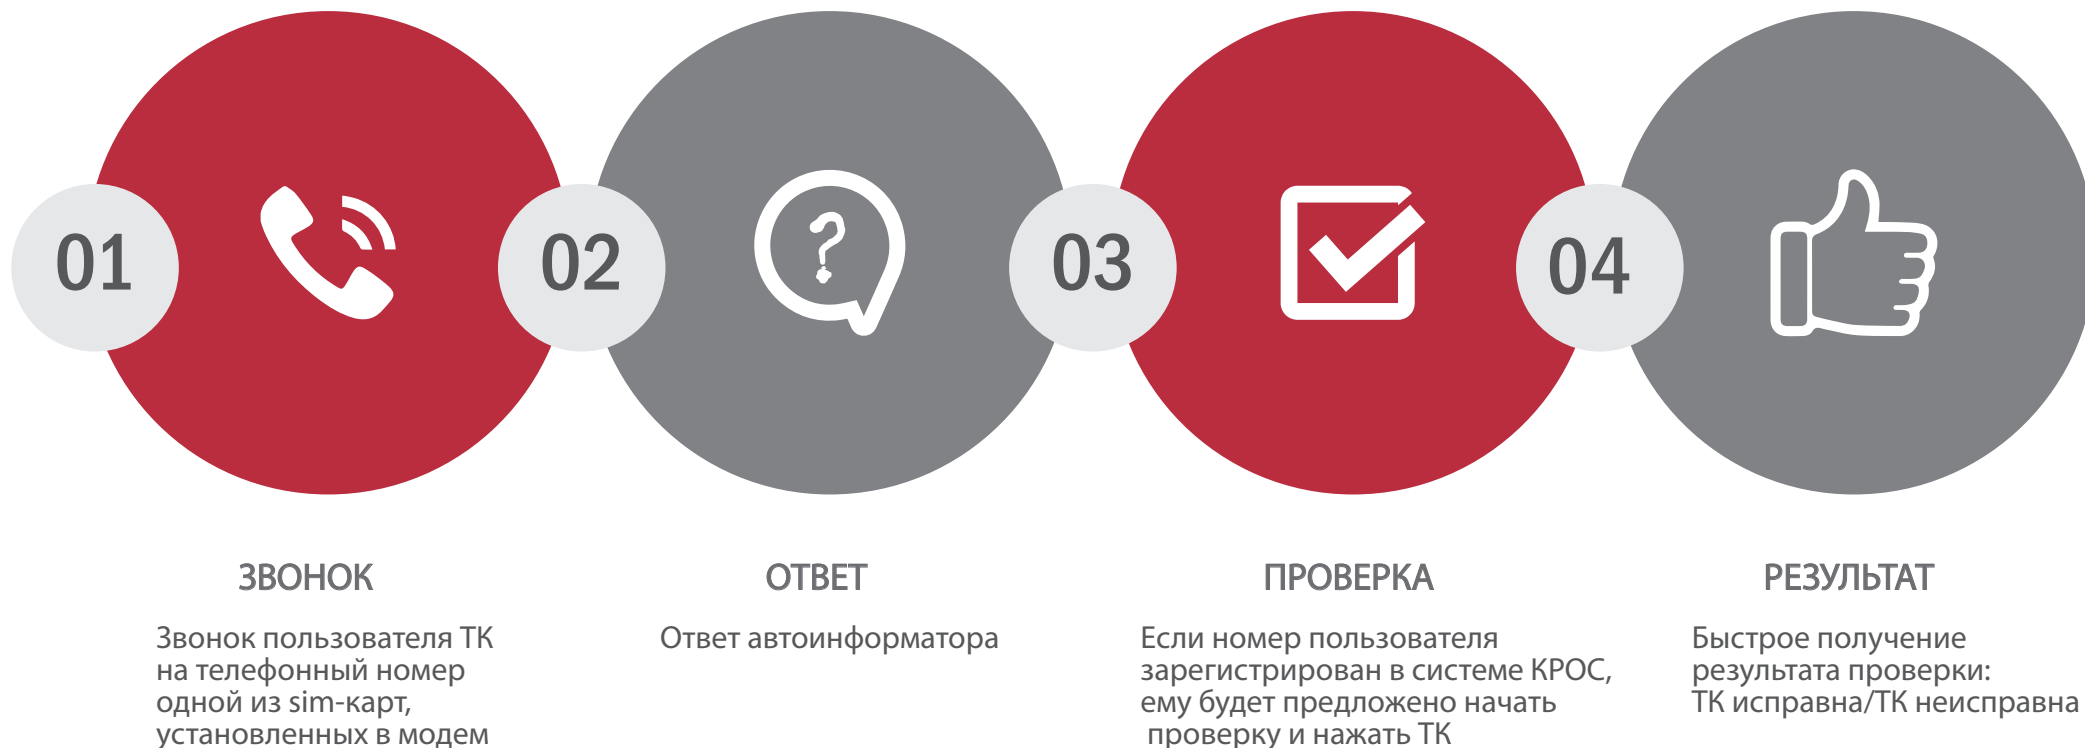 01
02
03
04
ЗВОНОК
Звонок пользователя ТК
на телефонный номер
одной из sim-карт,
установленных в модем
ОТВЕТ
Ответ автоинформатора
ПРОВЕРКА
Если номер пользователя
зарегистрирован в системе КРОС,
ему будет предложено начать
проверку и нажать ТК
РЕЗУЛЬТАТ
Быстрое получение
результата проверки:
ТК исправна/ТК неисправна